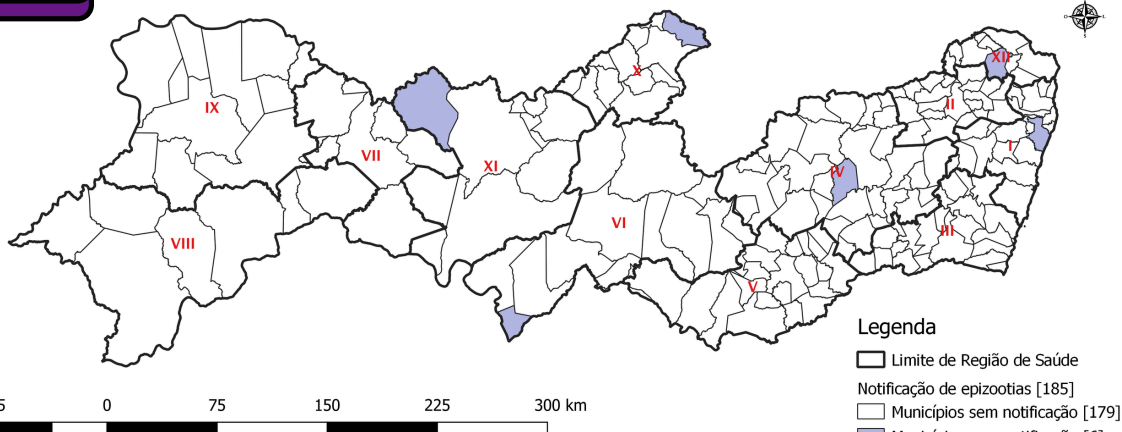 XII
X
IX
II
I
VII
XI
IV
VI
III
VIII
V
Legenda
Limite de Região de Saúde
0 75 150 225 300 km
Notificação de epizootias [185]
Municípios sem notificação [179]